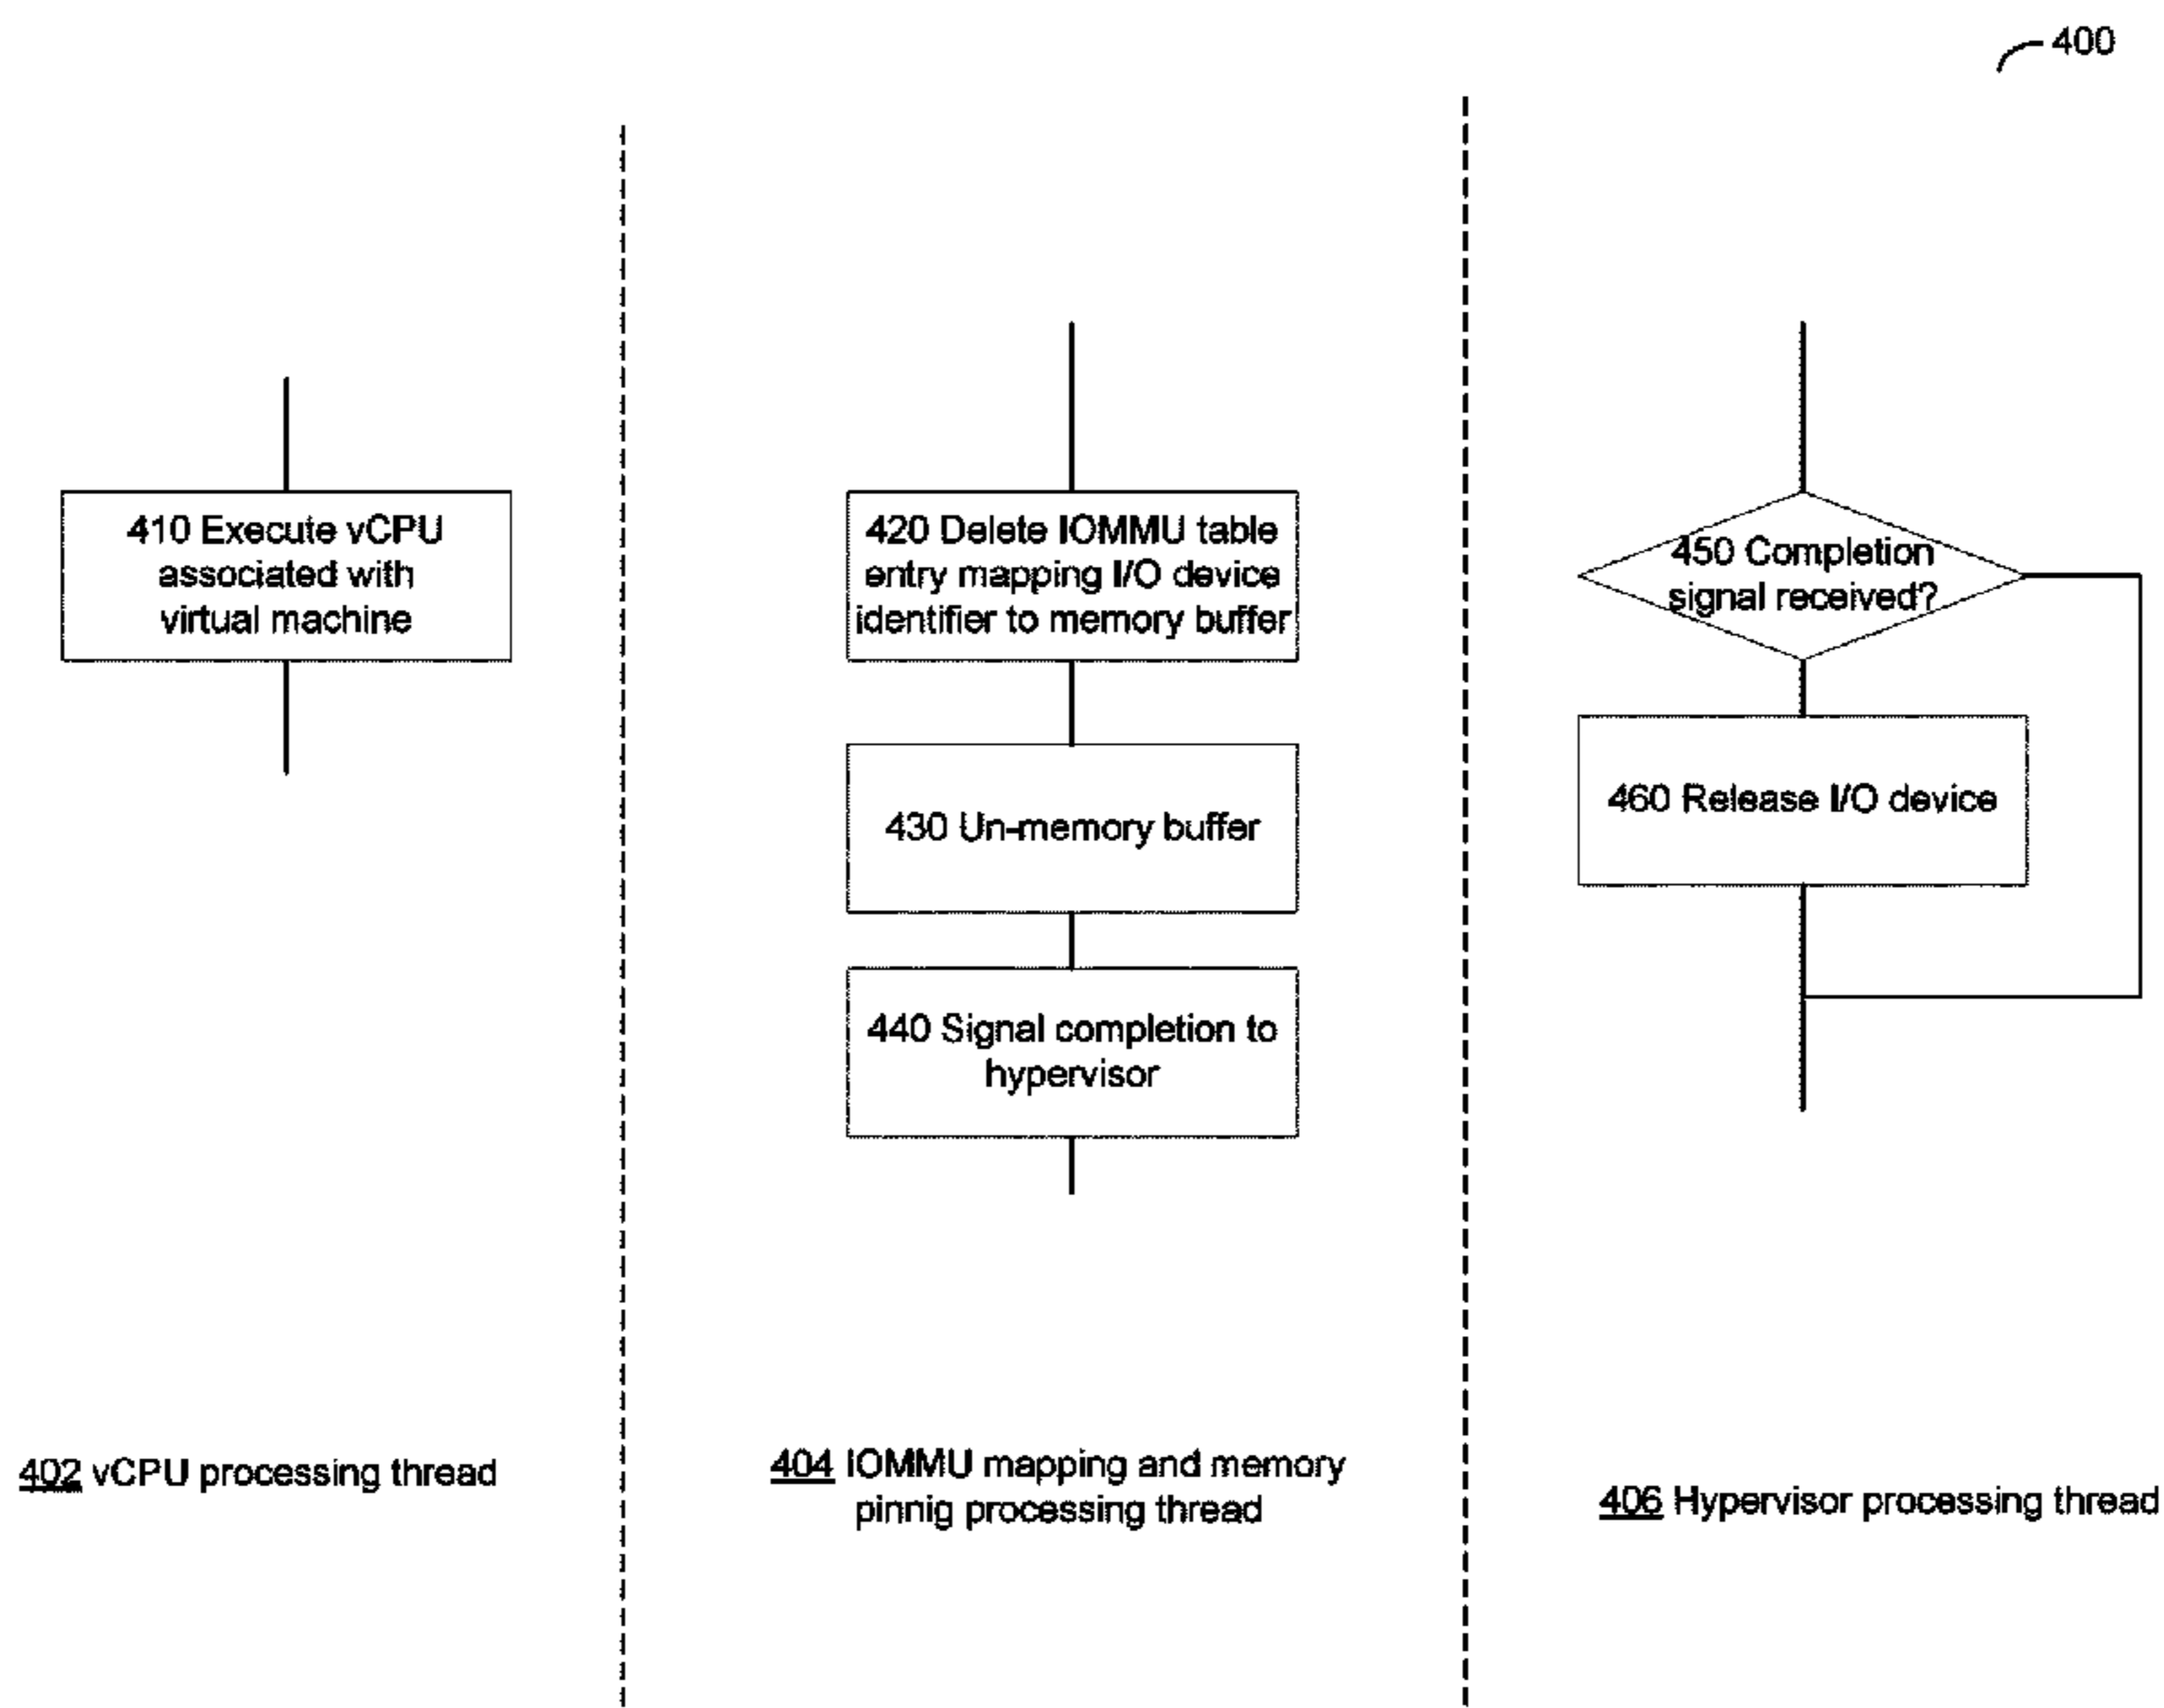 400
410 Execute vCPU
associated with
virtual machine
420 Delete IOMMU table
entry mapping I/O device
identifier to memory buffer
430 Un-memory buffer
440 Signal completion to
hypervisor
450 Completion
signal received?
460 Release I/O device
402 vCPU processing thread
404 IOMMU mapping and memory
pinnig processing thread
406 Hypervisor processing thread